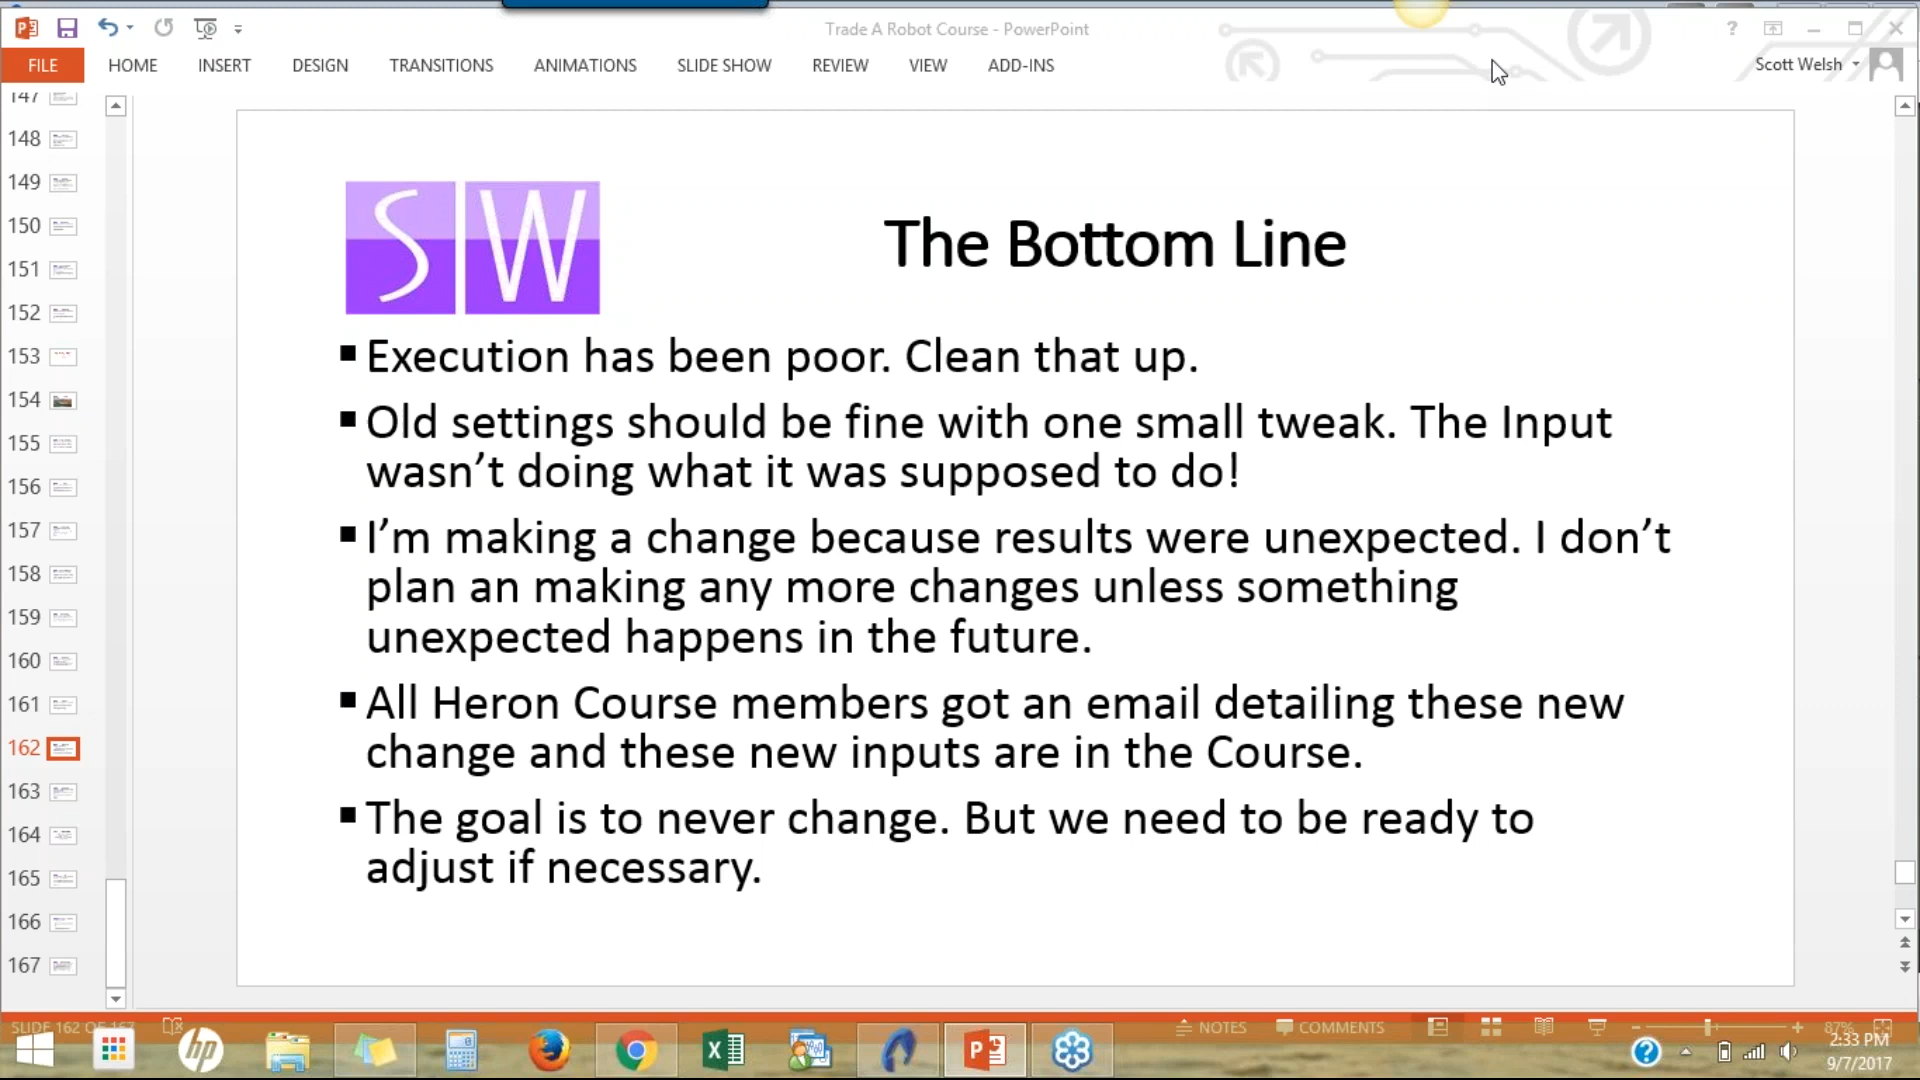 Trade A Robot Course - PowerPoint
?
FILE HOME INSERT DESIGN TRANSITIONS ANIMATIONS SLIDE SHOW REVIEW VIEW ADD-INS
Scott Welsh
147
148
149
150
151
152
153
154
155
156
157
158
159
160
161
162
163
164
165
166
167
SW
The Bottom Line
▪ Execution has been poor. Clean that up.
▪ Old settings should be fine with one small tweak. The Input
wasn’t doing what it was supposed to do!
▪ I’m making a change because results were unexpected. I don’t
plan an making any more changes unless something
unexpected happens in the future.
▪ All Heron Course members got an email detailing these new
change and these new inputs are in the Course.
▪ The goal is to never change. But we need to be ready to
adjust if necessary.
SLIDE 162 OF 167
NOTES COMMENTS
87%
2:33 PM
9/7/2017